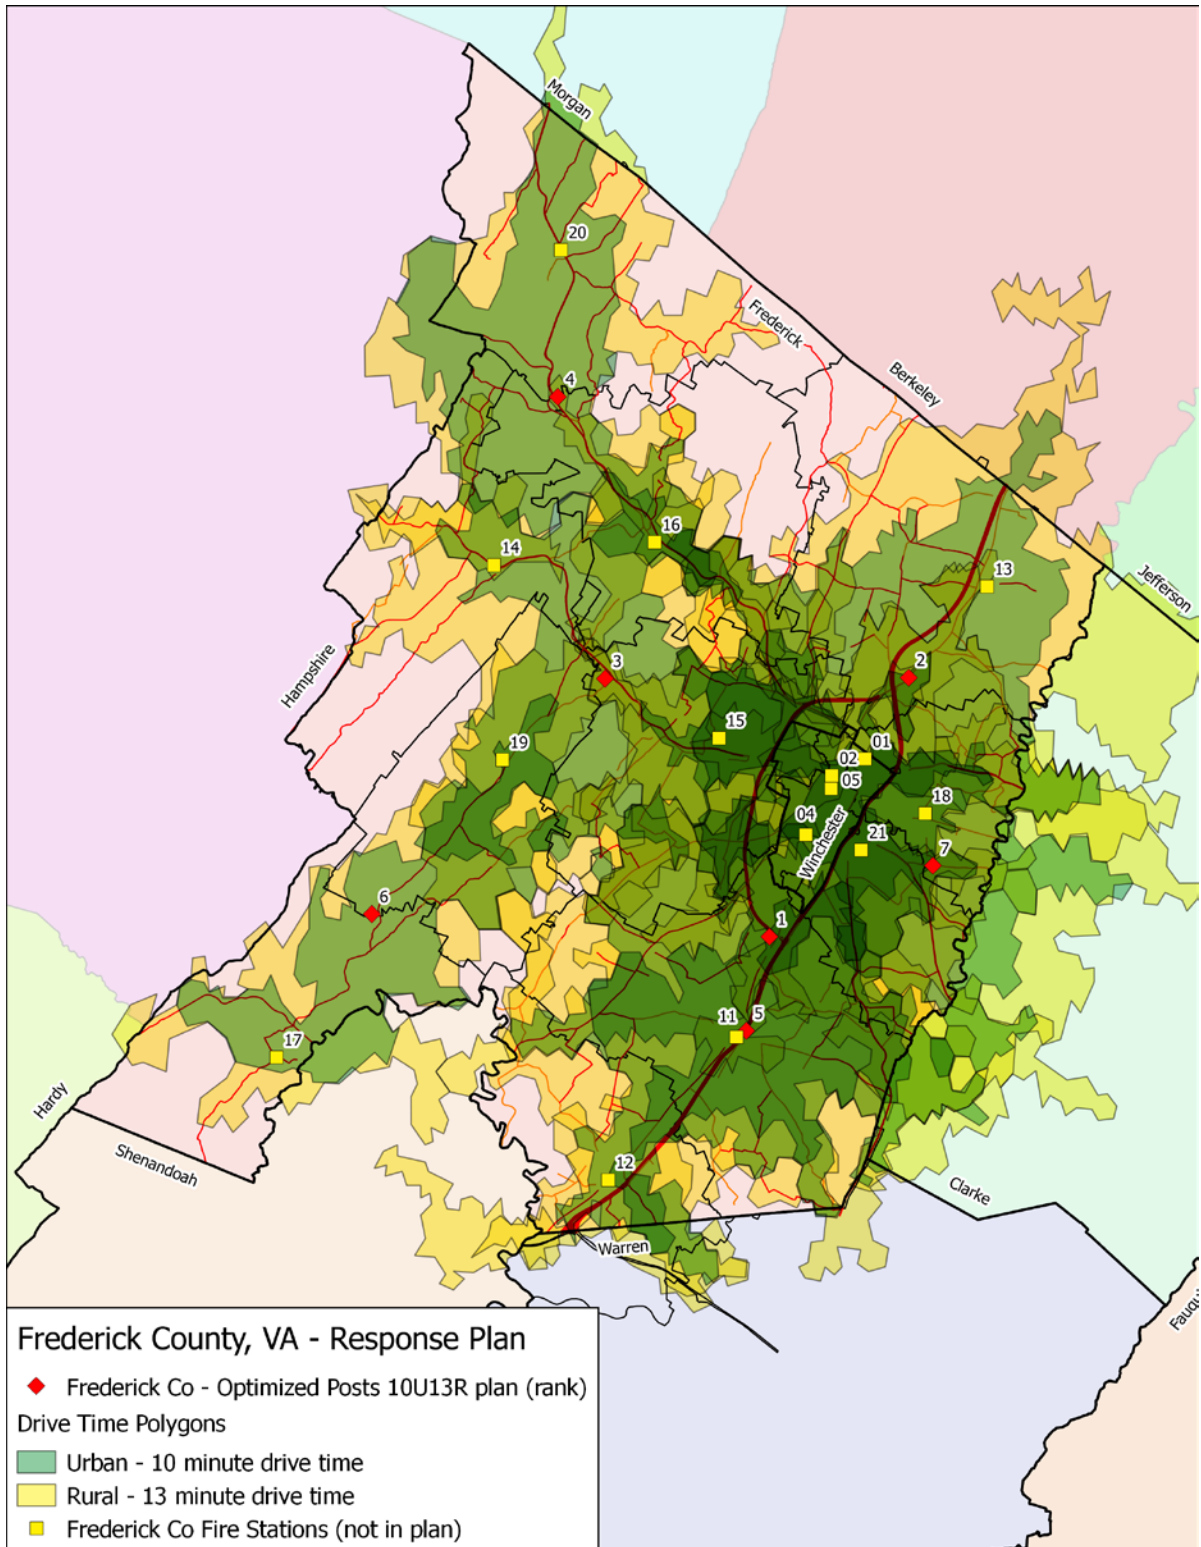 Morgan
20
Frederick
4
Berkeley
16
14
13
Jefferson
Hampshire
3
2
15
01
19
02
05
18
04
Winchester
21
7
6
1
11
5
17
Hardy
Shenandoah
12
Clarke
Warren
Frederick County, VA - Response Plan
Frederick Co - Optimized Posts 10U13R plan (rank)
Drive Time Polygons
Urban - 10 minute drive time
Rural - 13 minute drive time
Frederick Co Fire Stations (not in plan)